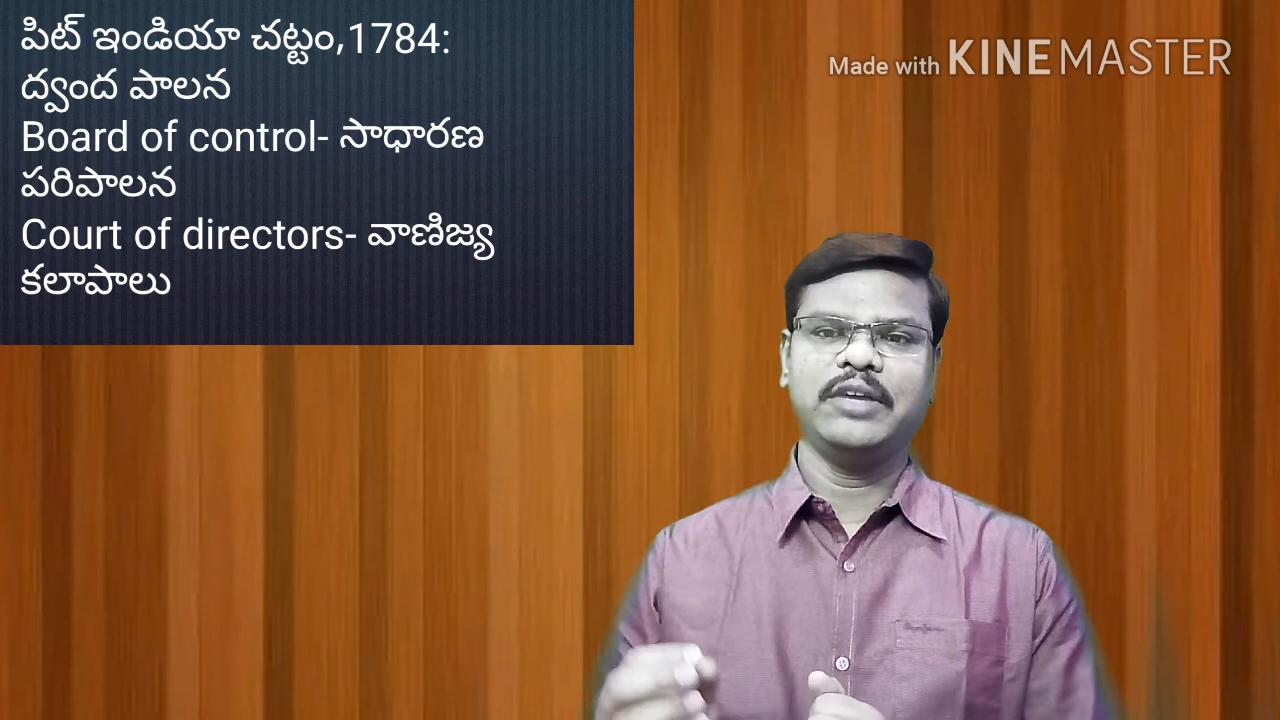 పిట్ ఇండియా చట్టం,1784:
ద్వంద పాలన
Board of control- సాధారణ
పరిపాలన
Court of directors- వాణిజ్య
కలాపాలు
Made with KINEMASTER